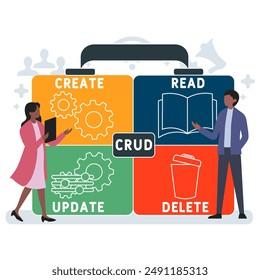 CREATE
READ
CRUD
UPDATE
DELETE
shutterstock.com · 2491185313